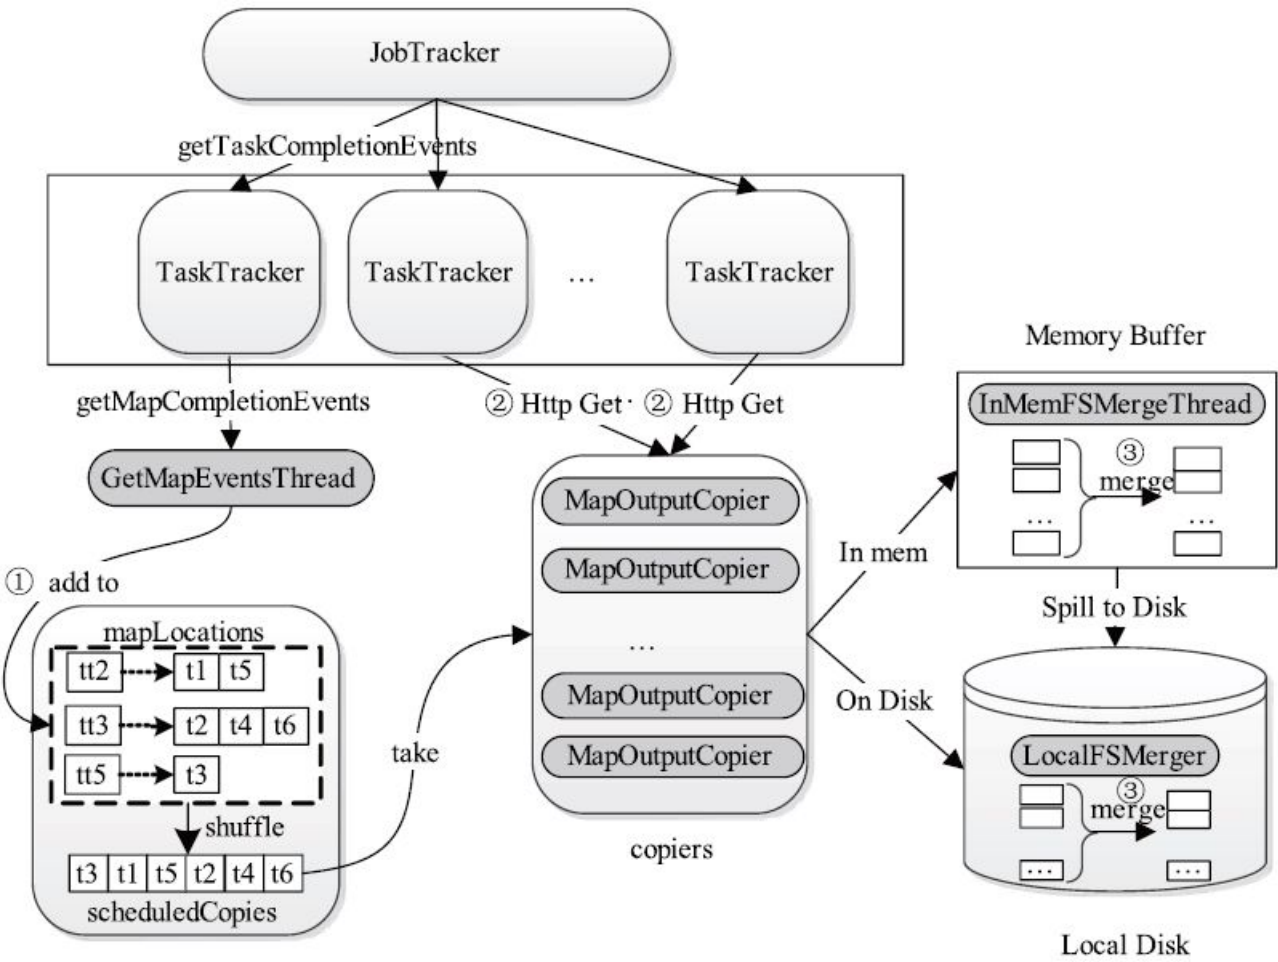 JobTracker
getTaskCompletionEvents
TaskTracker
TaskTracker
...
TaskTracker
getMapCompletionEvents
② Http Get
② Http Get
Memory Buffer
InMemFSMergeThread
③
merge
...
...
GetMapEventsThread
MapOutputCopier
MapOutputCopier
...
MapOutputCopier
MapOutputCopier
copiers
In mem
On Disk
Spill to Disk
① add to
mapLocations
tt2 t1 t5
tt3 t2 t4 t6
tt5 t3
shuffle
t3 t1 t5 t2 t4 t6
scheduledCopies
take
LocalFSMerger
③
merge
...
...
Local Disk